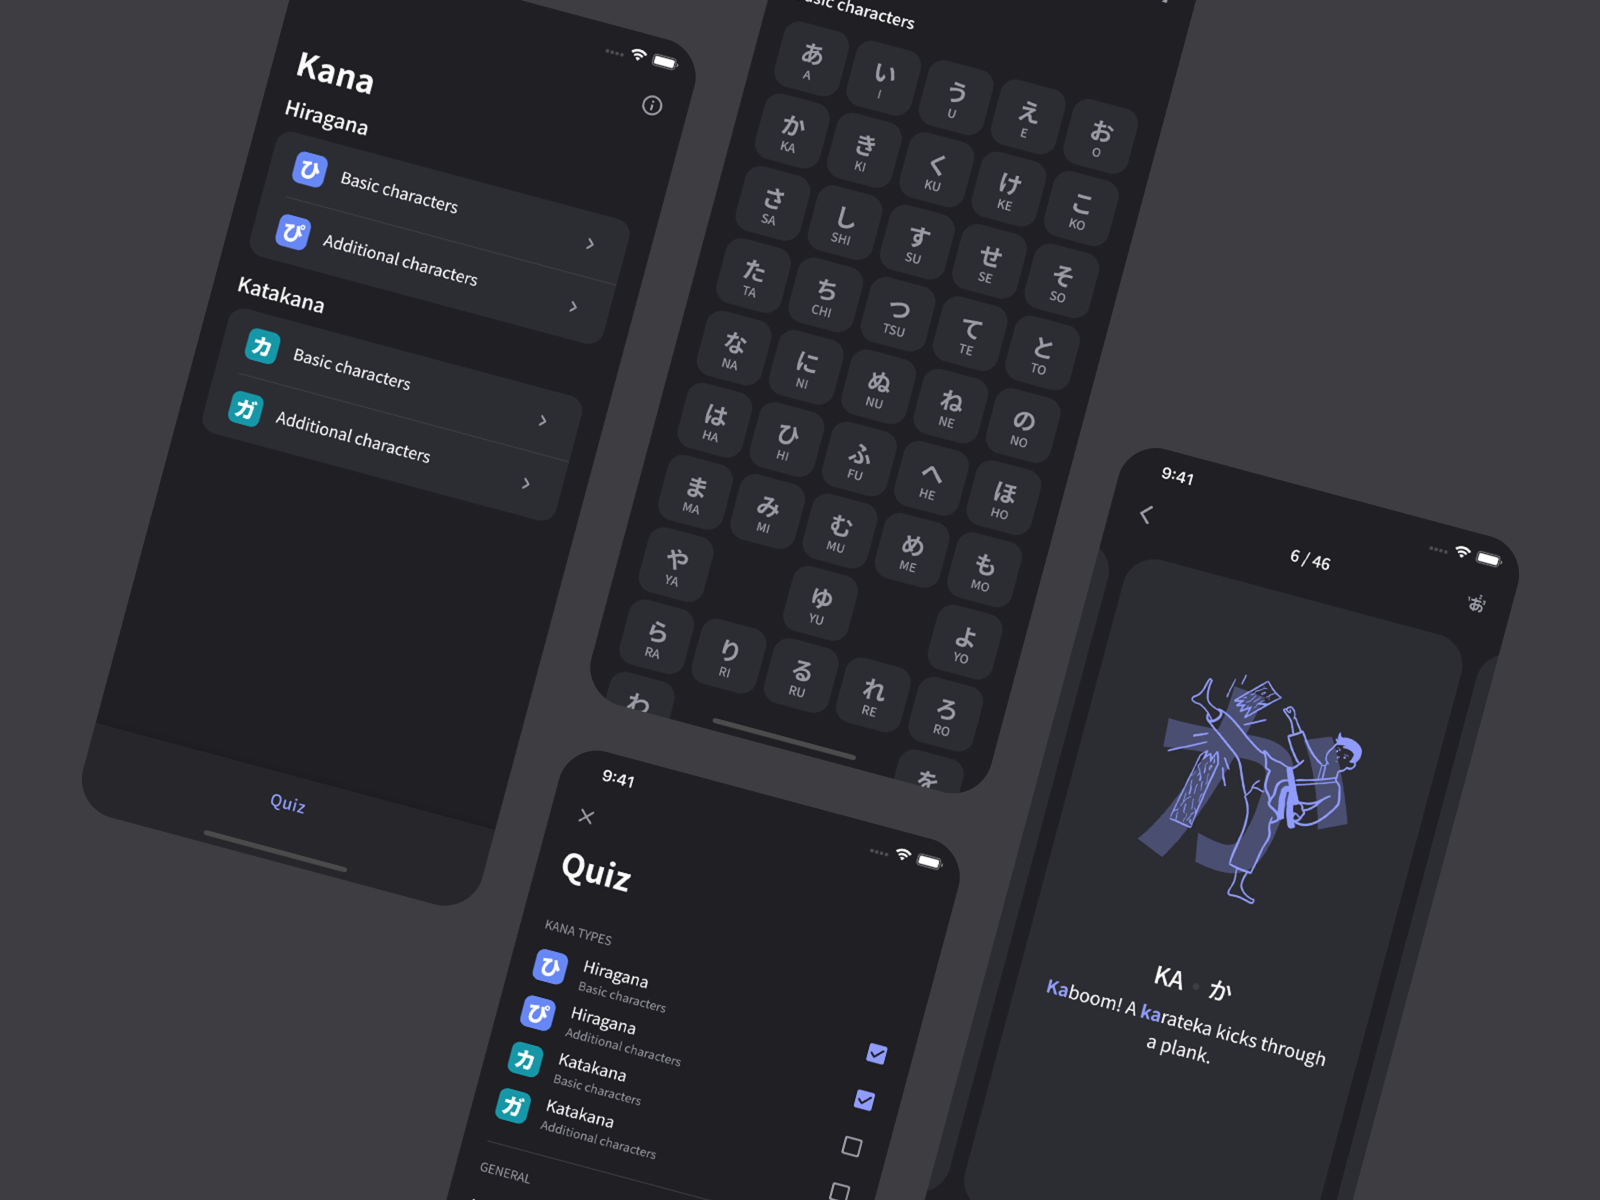 Kana
Hiragana
ひ Basic characters
ぴ Additional characters
Katakana
カ Basic characters
ガ Additional characters
Quiz
characters
あ い う え お
A I U E O
か き く け こ
KA KI KU KE KO
さ し す せ そ
SA SHI SU SE SO
た ち つ て と
TA CHI TSU TE TO
な に ぬ ね の
NA NI NU NE NO
は ひ ふ へ ほ
HA HI FU HE HO
ま み む め も
MA MI MU ME MO
や ゆ よ
YA YU YO
ら り る れ ろ
RA RI RU RE RO
わ を
9:41
Quiz
KANA TYPES
ひ Hiragana
Basic characters
ぴ Hiragana
Additional characters
カ Katakana
Basic characters
ガ Katakana
Additional characters
GENERAL
9:41
6 / 46
あ
KA • か
Kaboom! A karateka kicks through
a plank.